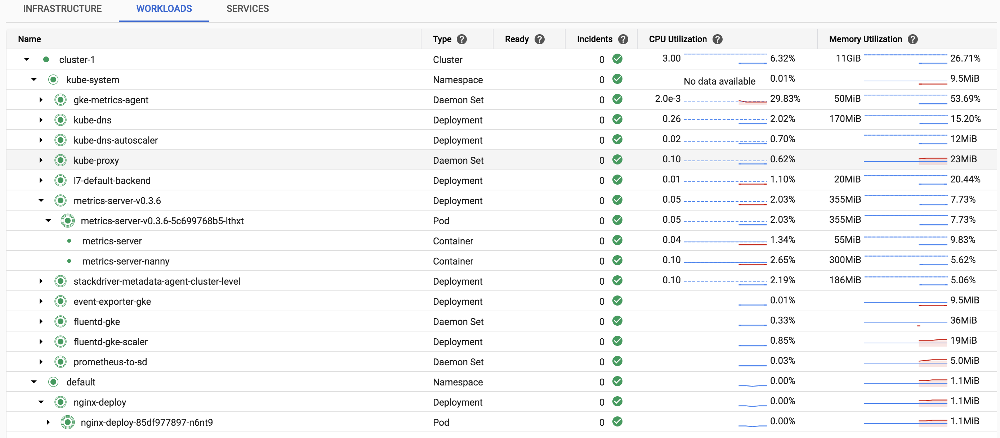 INFRASTRUCTURE WORKLOADS SERVICES
Name Type Ready Incidents CPU Utilization Memory Utilization
cluster-1 Cluster 0 3.00 6.32% 11GiB 26.71%
kube-system Namespace 0 No data available 0.01% 9.5MiB
gke-metrics-agent Daemon Set 0 2.0e-3 29.83% 50MiB 53.69%
kube-dns Deployment 0 0.26 2.02% 170MiB 15.20%
kube-dns-autoscaler Deployment 0 0.02 0.70% 12MiB
kube-proxy Daemon Set 0 0.10 0.62% 23MiB
l7-default-backend Deployment 0 0.01 1.10% 20MiB 20.44%
metrics-server-v0.3.6 Deployment 0 0.05 2.03% 355MiB 7.73%
metrics-server-v0.3.6-5c699768b5-lthxt Pod 0 0.05 2.03% 355MiB 7.73%
metrics-server Container 0 0.04 1.34% 55MiB 9.83%
metrics-server-nanny Container 0 0.10 2.65% 300MiB 5.62%
stackdriver-metadata-agent-cluster-level Deployment 0 0.10 2.19% 186MiB 5.06%
event-exporter-gke Deployment 0 0.01% 9.5MiB
fluentd-gke Daemon Set 0 0.33% 36MiB
fluentd-gke-scaler Deployment 0 0.85% 19MiB
prometheus-to-sd Daemon Set 0 0.03% 5.0MiB
default Namespace 0 0.00% 1.1MiB
nginx-deploy Deployment 0 0.00% 1.1MiB
nginx-deploy-85df977897-n6nt9 Pod 0 0.00% 1.1MiB